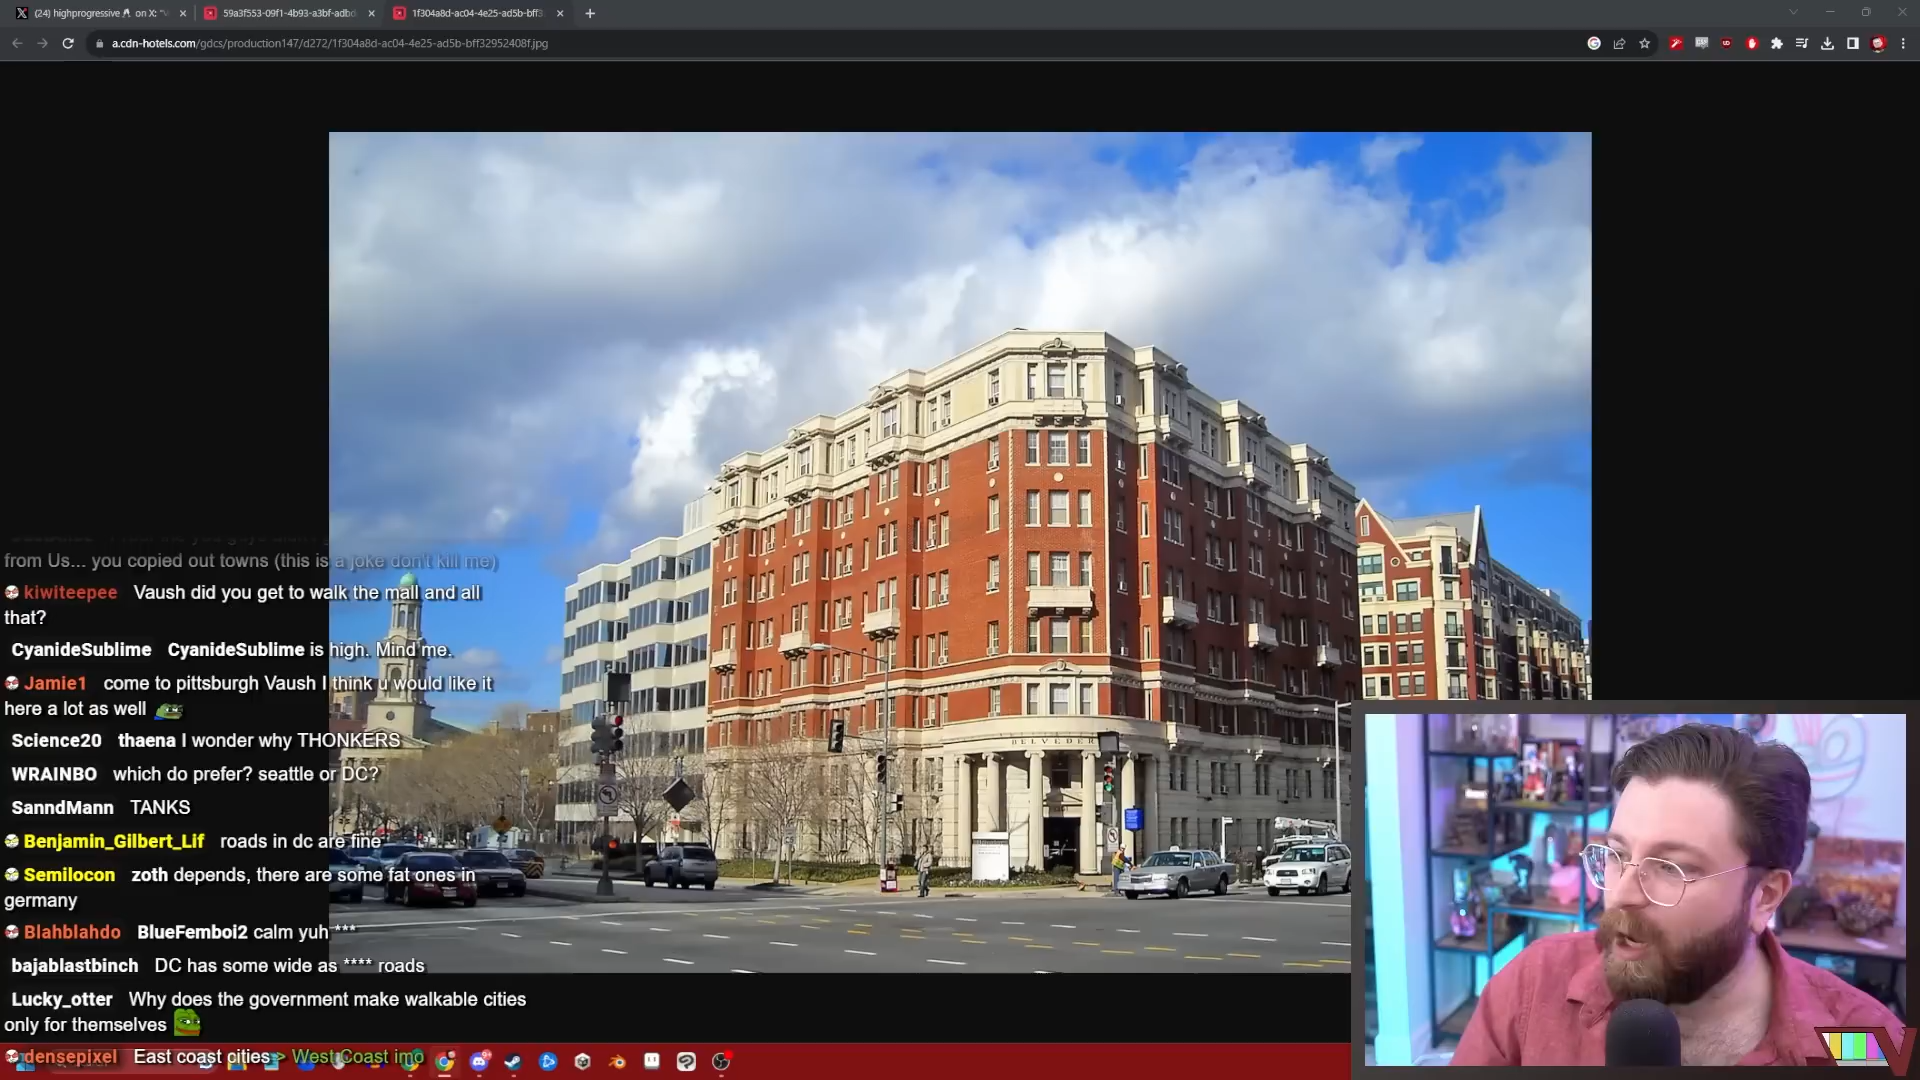 (24) highprogressive on X: "V
59a3f553-09f1-4b93-a3bf-adbd
1f304a8d-ac04-4e25-ad5b-bff3
a.cdn-hotels.com/gdcs/production147/d272/1f304a8d-ac04-4e25-ad5b-bff32952408f.jpg
from Us... you copied out towns (this is a joke don't kill me)
kiwiteepee Vaush did you get to walk the mall and all
that?
CyanideSublime CyanideSublime is high. Mind me.
Jamie1 come to pittsburgh Vaush I think u would like it
here a lot as well
Science20 thaena I wonder why THONKERS
WRAINBO which do prefer? seattle or DC?
SanndMann TANKS
Benjamin_Gilbert_Lif roads in dc are fine
Semilocon zoth depends, there are some fat ones in
germany
Blahblahdo BlueFemboi2 calm yuh ***
bajablastbinch DC has some wide as **** roads
Lucky_otter Why does the government make walkable cities
only for themselves
densepixel East coast cities > West Coast imo
BELVEDER